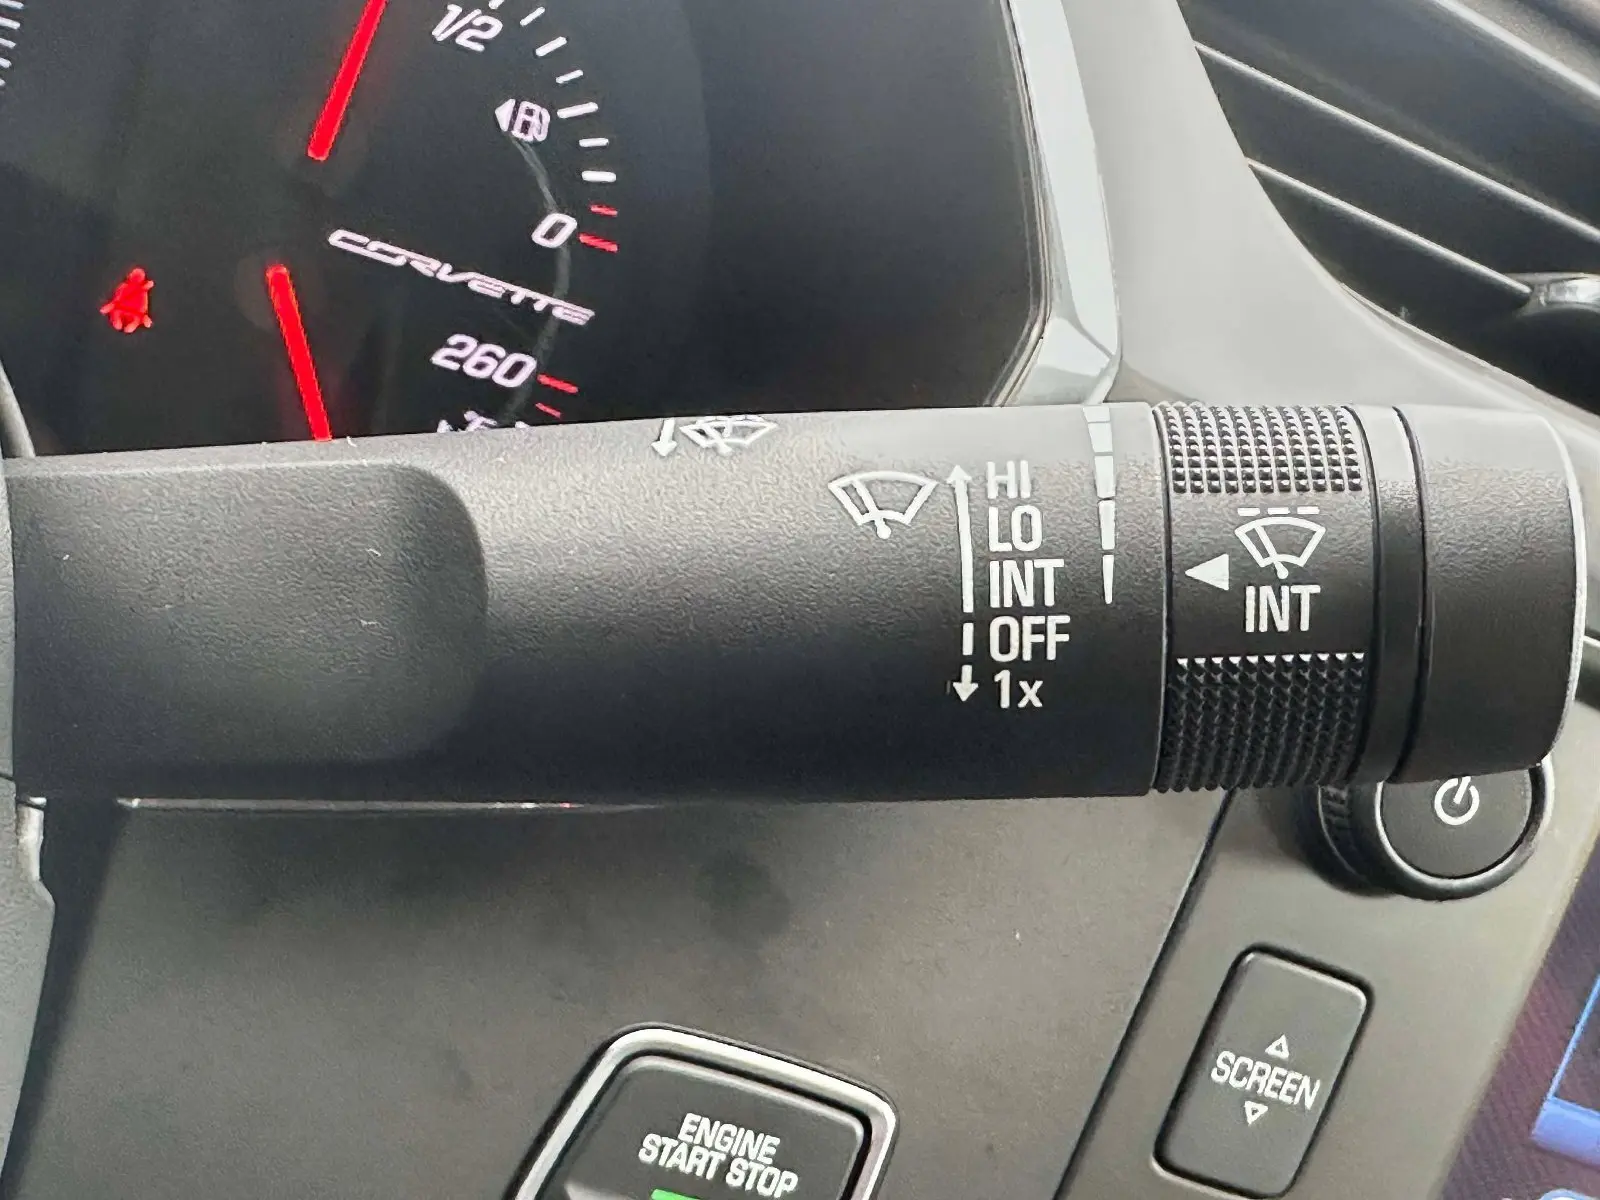 1/2
0
CORVETTE
260
HI
LO
INT
OFF
1x
INT
SCREEN
ENGINE
START STOP